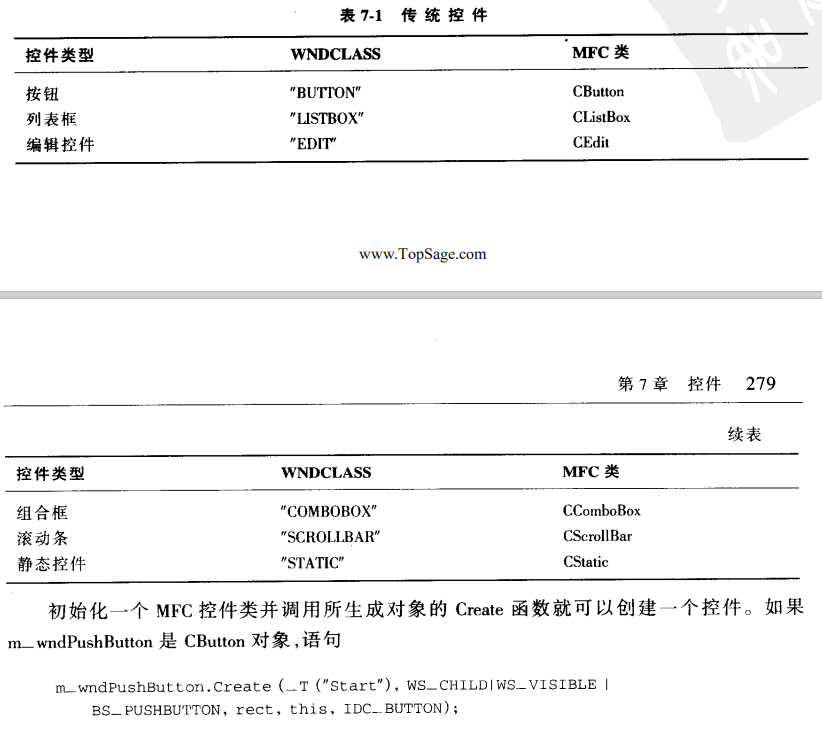 表 7-1 传统控件
控件类型 WNDCLASS MFC 类
按钮 "BUTTON" CButton
列表框 "LISTBOX" CListBox
编辑控件 "EDIT" CEdit
www.TopSage.com
第 7 章 控件 279
续表
控件类型 WNDCLASS MFC 类
组合框 "COMBOBOX" CComboBox
滚动条 "SCROLLBAR" CScrollBar
静态控件 "STATIC" CStatic
初始化一个 MFC 控件类并调用所生成对象的 Create 函数就可以创建一个控件。如果
m_wndPushButton 是 CButton 对象,语句
m_wndPushButton.Create (_T ("Start"), WS_CHILD|WS_VISIBLE |
BS_PUSHBUTTON, rect, this, IDC_BUTTON);